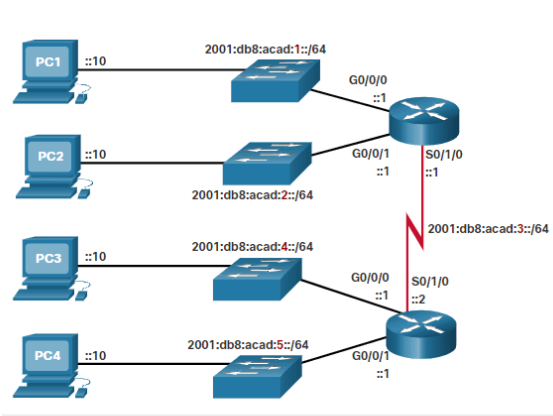 2001:db8:acad:1::/64
PC1
::10
G0/0/0
::1
PC2
::10
G0/0/1
::1
S0/1/0
::1
2001:db8:acad:2::/64
2001:db8:acad:3::/64
2001:db8:acad:4::/64
PC3
::10
G0/0/0
::1
S0/1/0
::2
2001:db8:acad:5::/64
PC4
::10
G0/0/1
::1